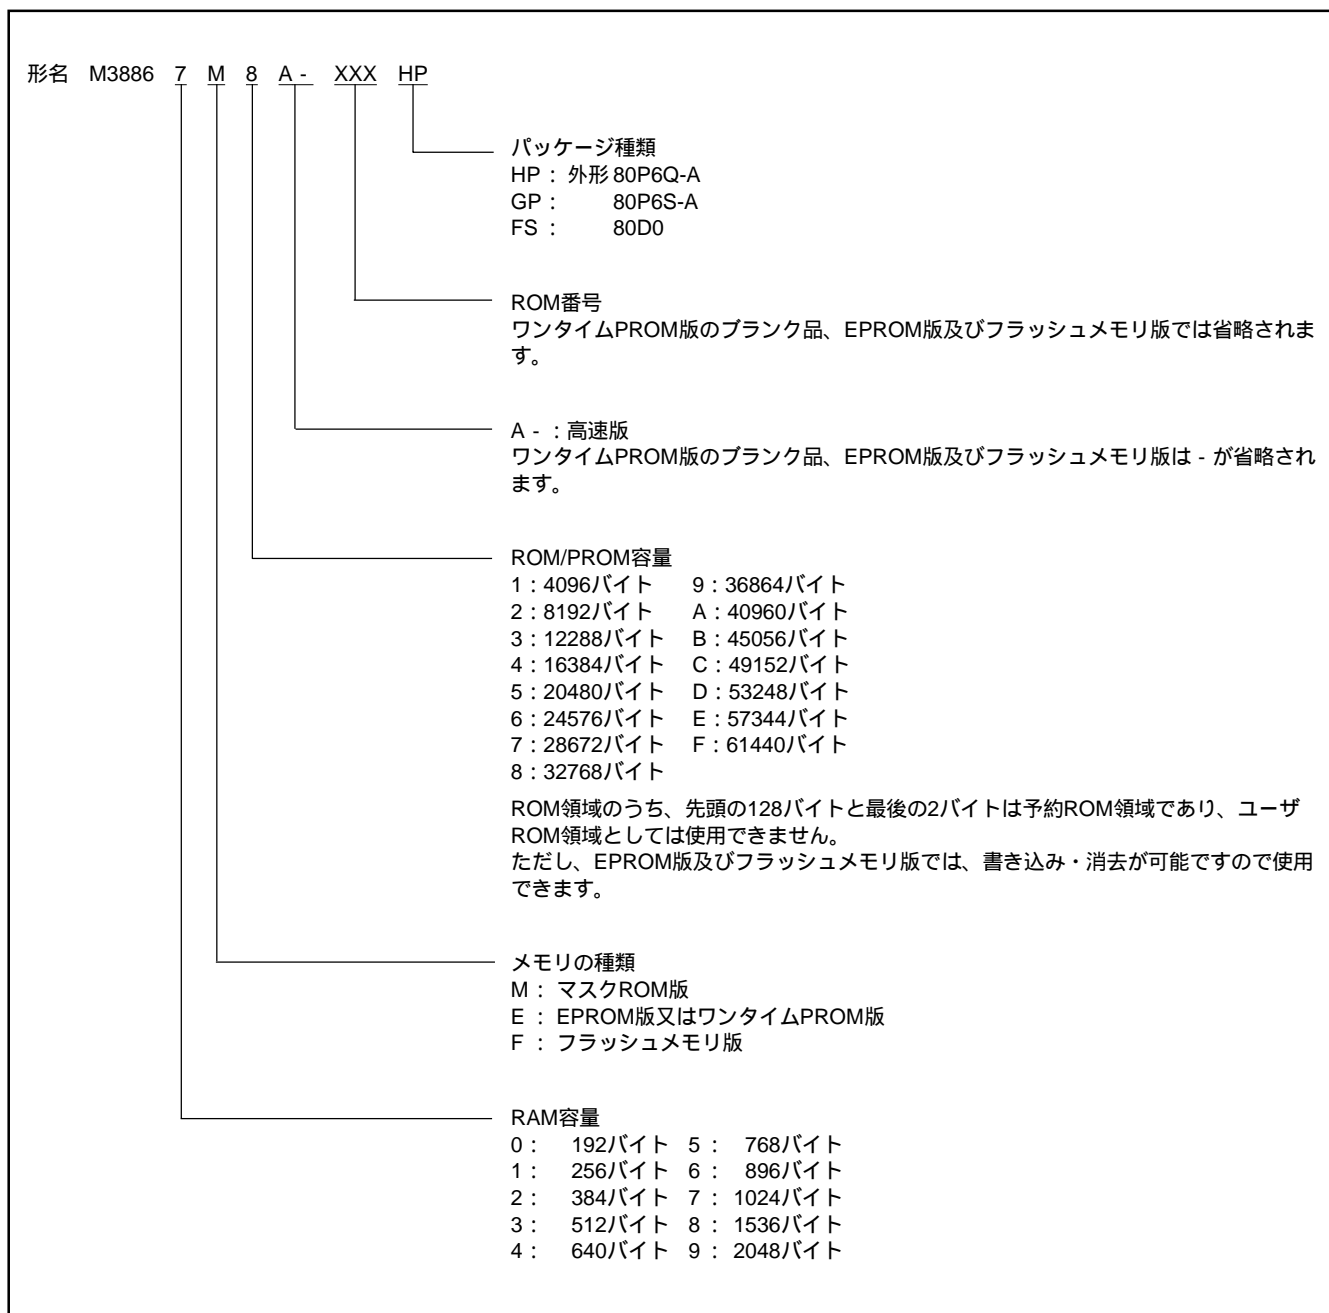 形名 M3886 7 M 8 A - XXX HP
パッケージ種類
HP : 外形 80P6Q-A
GP : 80P6S-A
FS : 80D0
ROM番号
ワンタイムPROM版のブランク品、EPROM版及びフラッシュメモリ版では省略されま
す。
A - : 高速版
ワンタイムPROM版のブランク品、EPROM版及びフラッシュメモリ版は - が省略され
ます。
ROM/PROM容量
1 : 4096バイト 9 : 36864バイト
2 : 8192バイト A : 40960バイト
3 : 12288バイト B : 45056バイト
4 : 16384バイト C : 49152バイト
5 : 20480バイト D : 53248バイト
6 : 24576バイト E : 57344バイト
7 : 28672バイト F : 61440バイト
8 : 32768バイト
ROM領域のうち、先頭の128バイトと最後の2バイトは予約ROM領域であり、ユーザ
ROM領域としては使用できません。
ただし、EPROM版及びフラッシュメモリ版では、書き込み・消去が可能ですので使用
できます。
メモリの種類
M : マスクROM版
E : EPROM版又はワンタイムPROM版
F : フラッシュメモリ版
RAM容量
0 : 192バイト 5 : 768バイト
1 : 256バイト 6 : 896バイト
2 : 384バイト 7 : 1024バイト
3 : 512バイト 8 : 1536バイト
4 : 640バイト 9 : 2048バイト